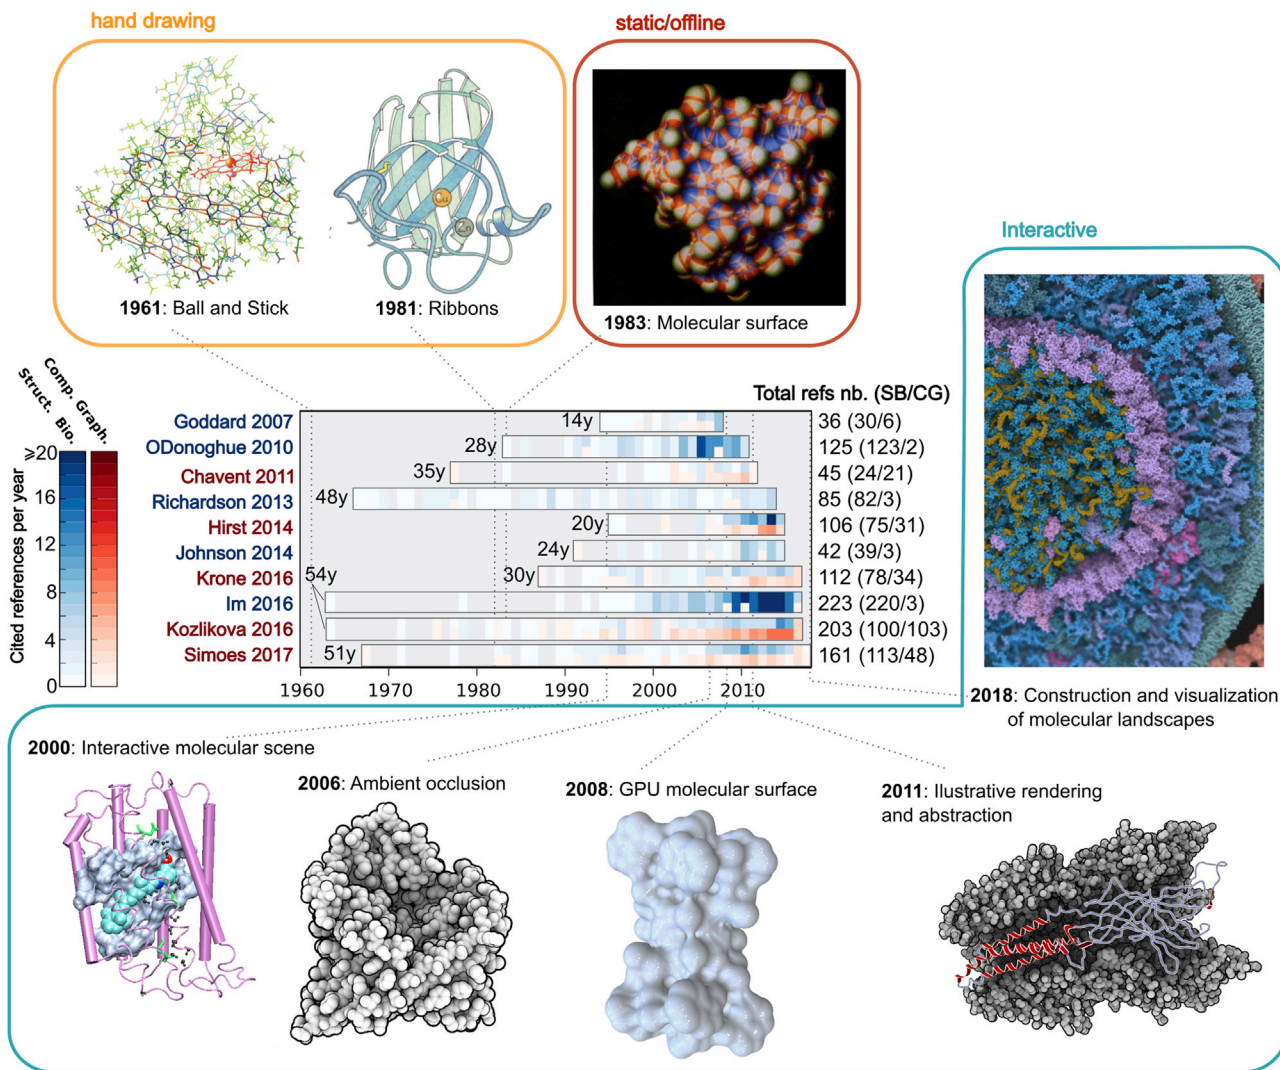 hand drawing
static/offline
Cu
Zn
1961: Ball and Stick
1981: Ribbons
1983: Molecular surface
Interactive
Struct. Bio.
Comp. Graph.
Cited references per year
⩾20
16
12
8
4
0
Total refs nb. (SB/CG)
Goddard 2007 14y 36 (30/6)
ODonoghue 2010 28y 125 (123/2)
Chavent 2011 35y 45 (24/21)
Richardson 2013 48y 85 (82/3)
Hirst 2014 20y 106 (75/31)
Johnson 2014 24y 42 (39/3)
Krone 2016 54y 30y 112 (78/34)
Im 2016 223 (220/3)
Kozlikova 2016 203 (100/103)
Simoes 2017 51y 161 (113/48)
1960 1970 1980 1990 2000 2010
2018: Construction and visualization
of molecular landscapes
2000: Interactive molecular scene
2006: Ambient occlusion
2008: GPU molecular surface
2011: Ilustrative rendering
and abstraction